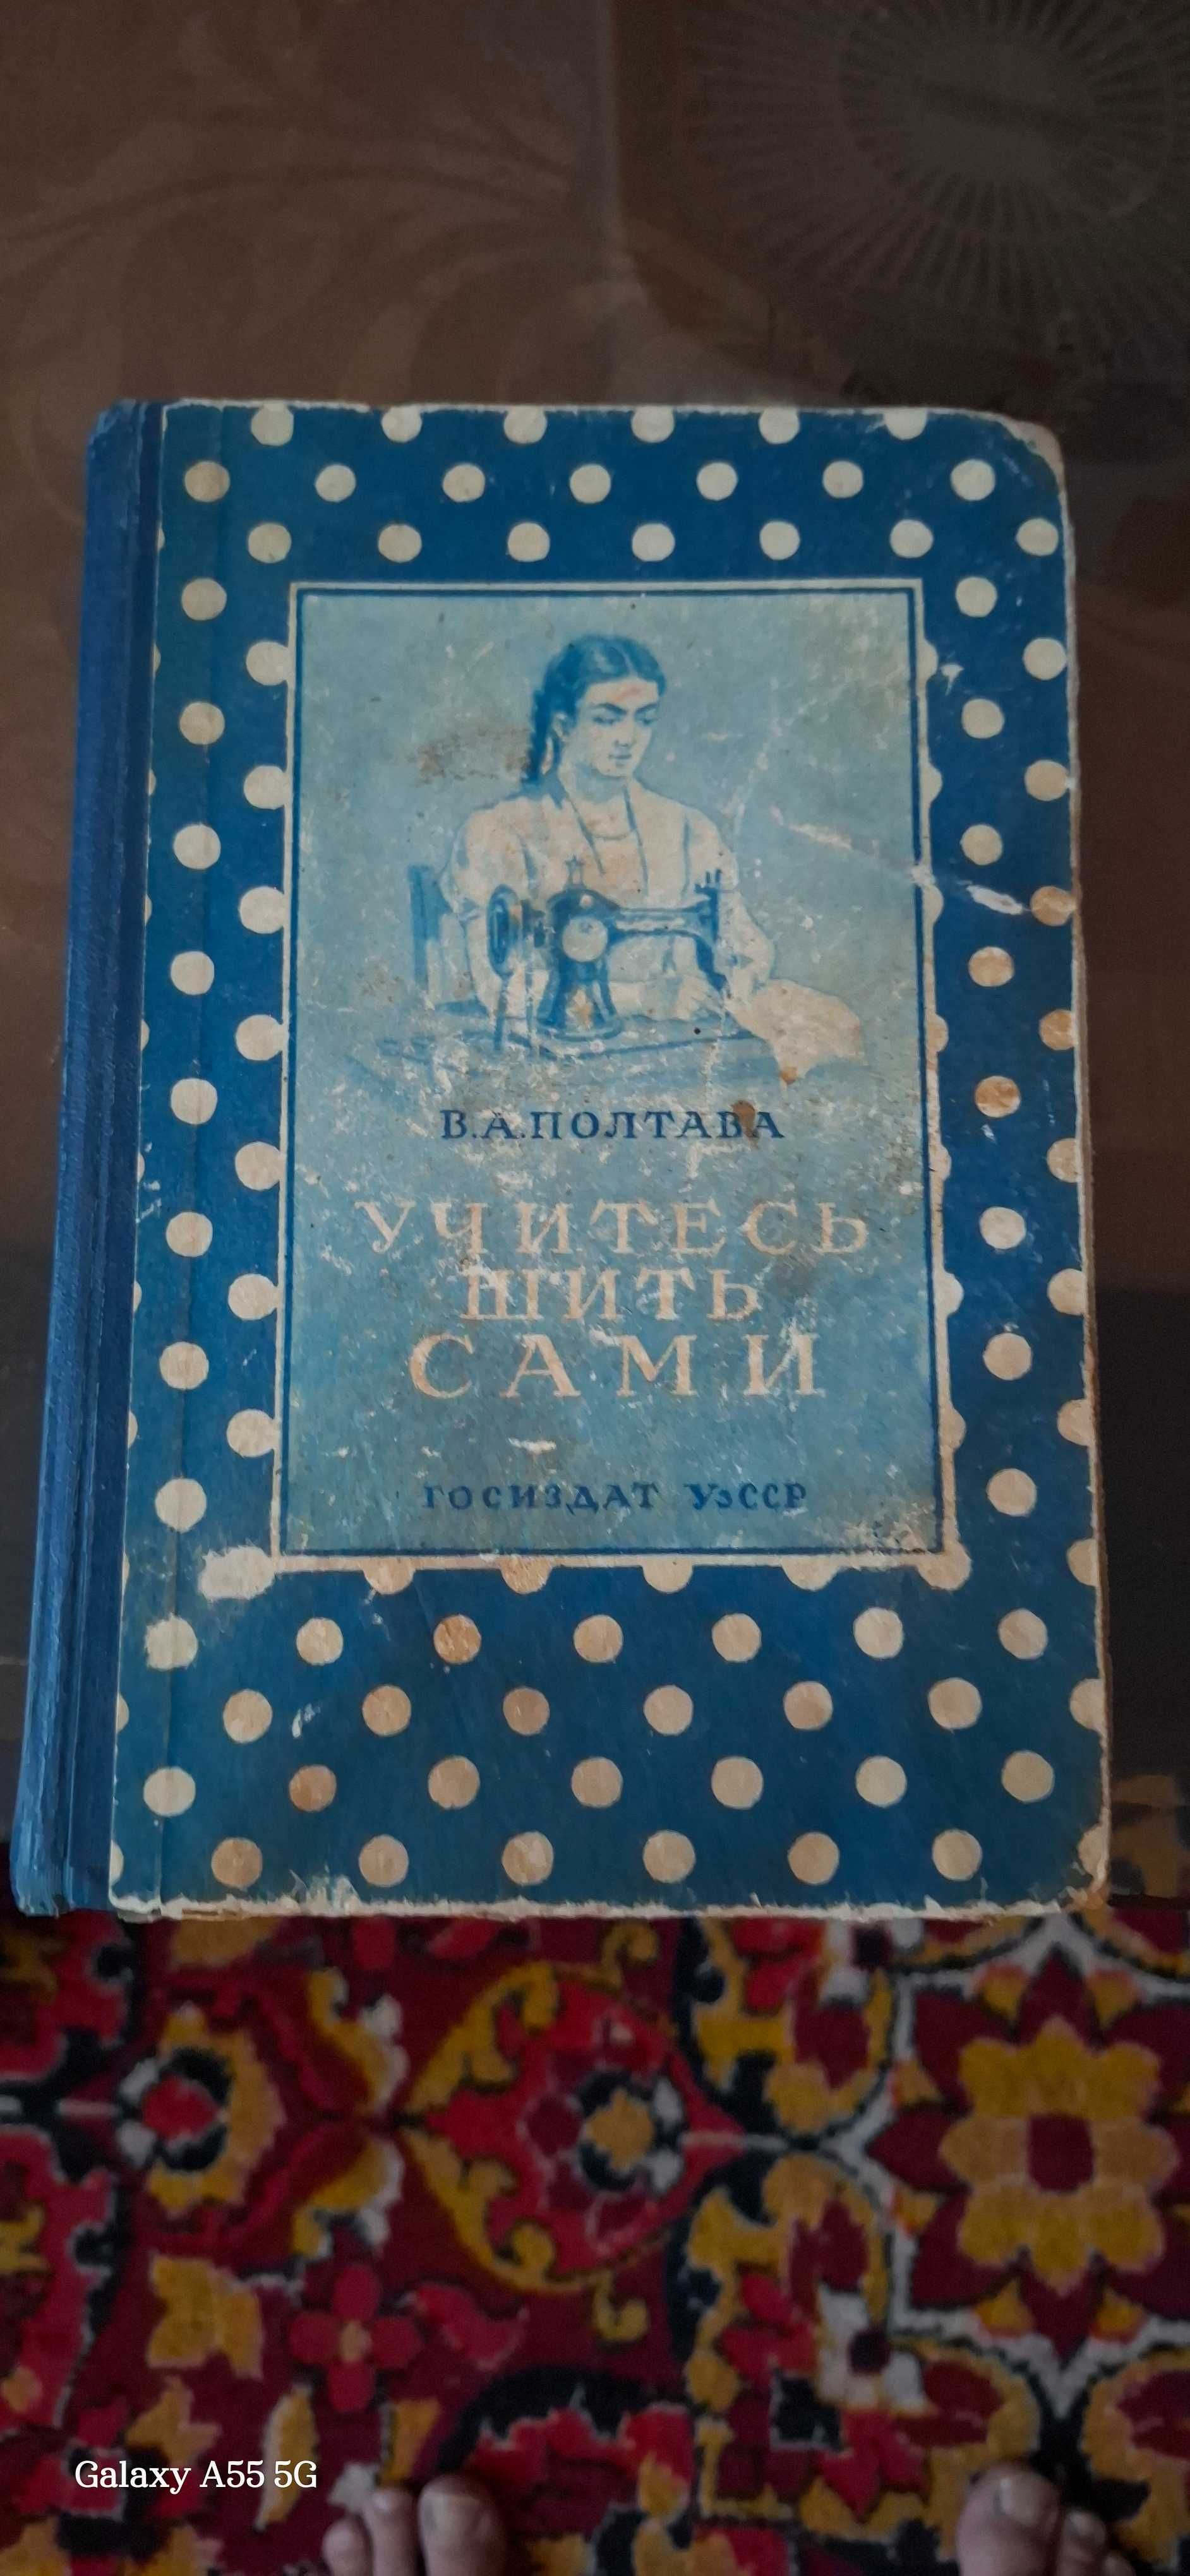 В.А.ПОЛТАВА
УЧИТЕСЬ
ШИТЬ
САМИ
ГОСИЗДАТ УзССР
Galaxy A55 5G